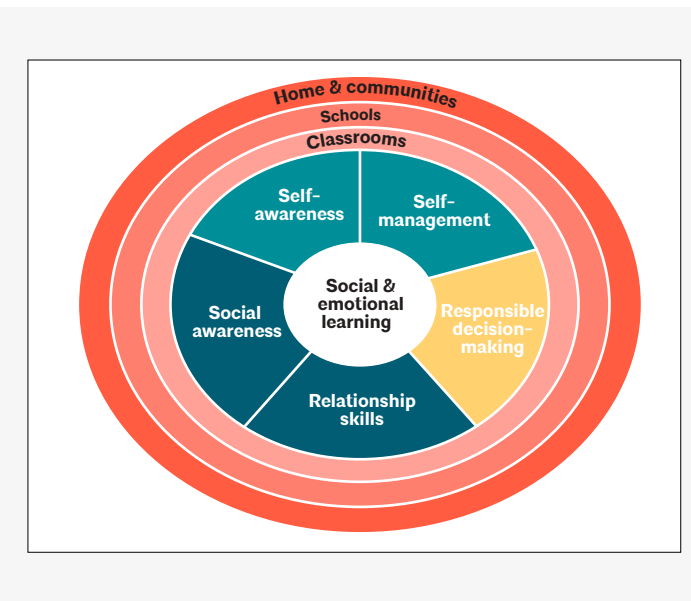 Home & communities
Schools
Classrooms
Self-
awareness
Self-
management
Social &
emotional
learning
Social
awareness
Responsible
decision-
making
Relationship
skills